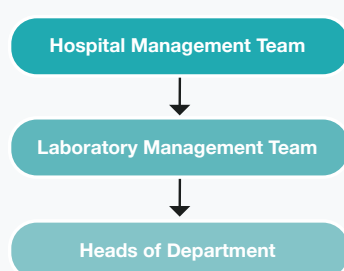 Hospital Management Team
Laboratory Management Team
Heads of Department